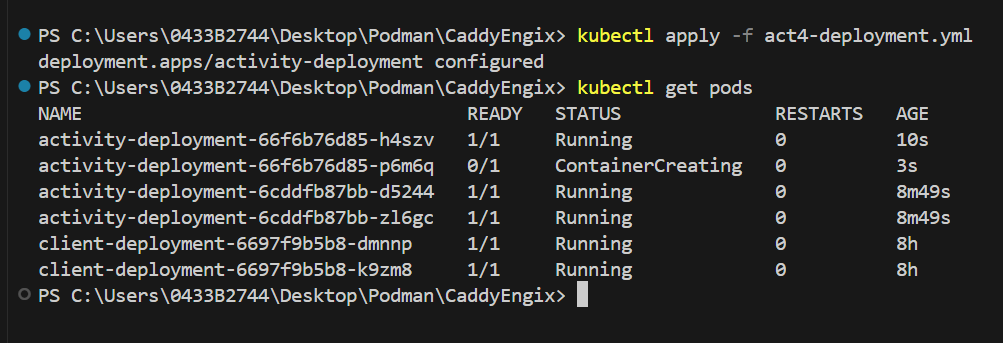 PS C:\Users\0433B2744\Desktop\Podman\CaddyEngix> kubectl apply -f act4-deployment.yml
deployment.apps/activity-deployment configured
PS C:\Users\0433B2744\Desktop\Podman\CaddyEngix> kubectl get pods
NAME READY STATUS RESTARTS AGE
activity-deployment-66f6b76d85-h4szv 1/1 Running 0 10s
activity-deployment-66f6b76d85-p6m6q 0/1 ContainerCreating 0 3s
activity-deployment-6cddfb87bb-d5244 1/1 Running 0 8m49s
activity-deployment-6cddfb87bb-zl6gc 1/1 Running 0 8m49s
client-deployment-6697f9b5b8-dmnnp 1/1 Running 0 8h
client-deployment-6697f9b5b8-k9zm8 1/1 Running 0 8h
PS C:\Users\0433B2744\Desktop\Podman\CaddyEngix>